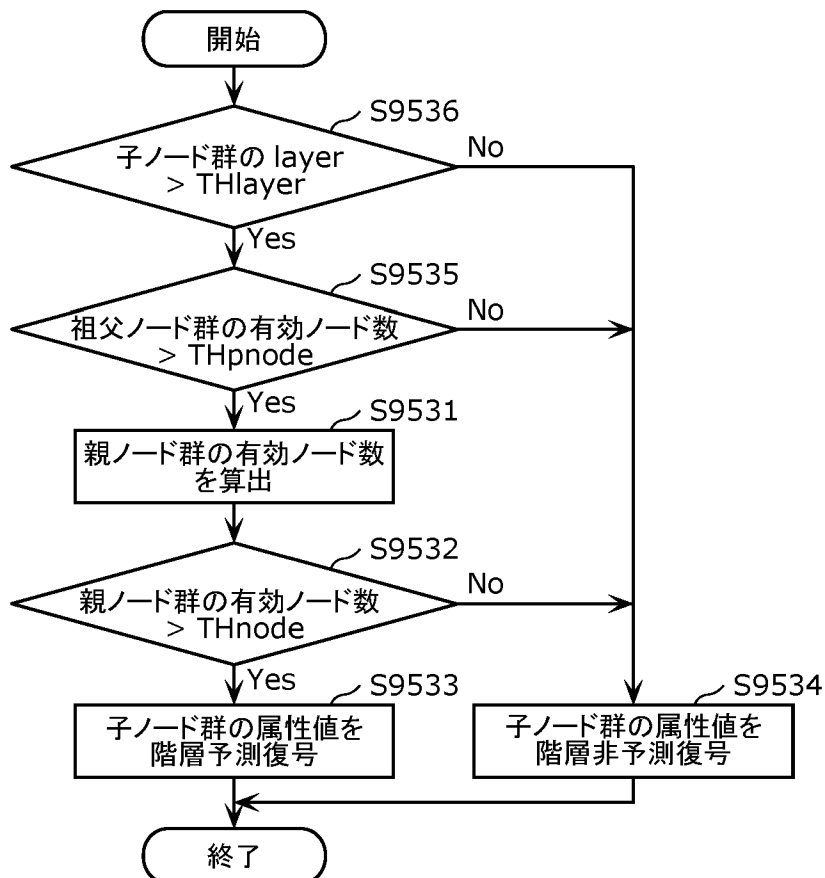 開始
S9536
子ノード群の layer
> THlayer
No
Yes
S9535
祖父ノード群の有効ノード数
> THpnode
No
Yes
S9531
親ノード群の有効ノード数
を算出
S9532
親ノード群の有効ノード数
> THnode
No
Yes
S9533
子ノード群の属性値を
階層予測復号
S9534
子ノード群の属性値を
階層非予測復号
終了